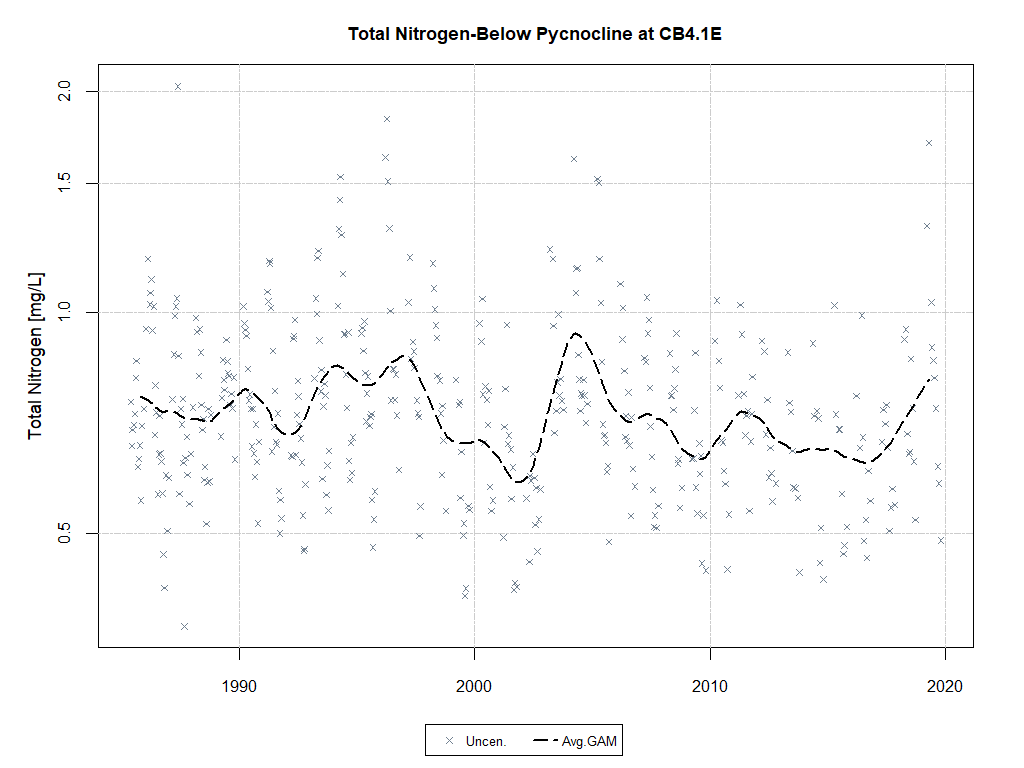 Total Nitrogen-Below Pycnocline at CB4.1E
Total Nitrogen [mg/L]
2.0
1.5
1.0
0.5
1990 2000 2010 2020
Uncen. Avg.GAM